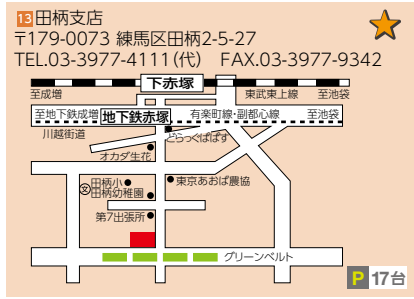 13 田柄支店
〒179-0073 練馬区田柄2-5-27
TEL.03-3977-4111(代) FAX.03-3977-9342
下赤塚
至成増 東武東上線 至池袋
至地下鉄成増 地下鉄赤塚 有楽町線・副都心線 至池袋
川越街道 どらっぐぱぱす
オカダ生花
田柄小 東京あおば農協
文 田柄幼稚園
第7出張所
グリーンベルト
P 17台